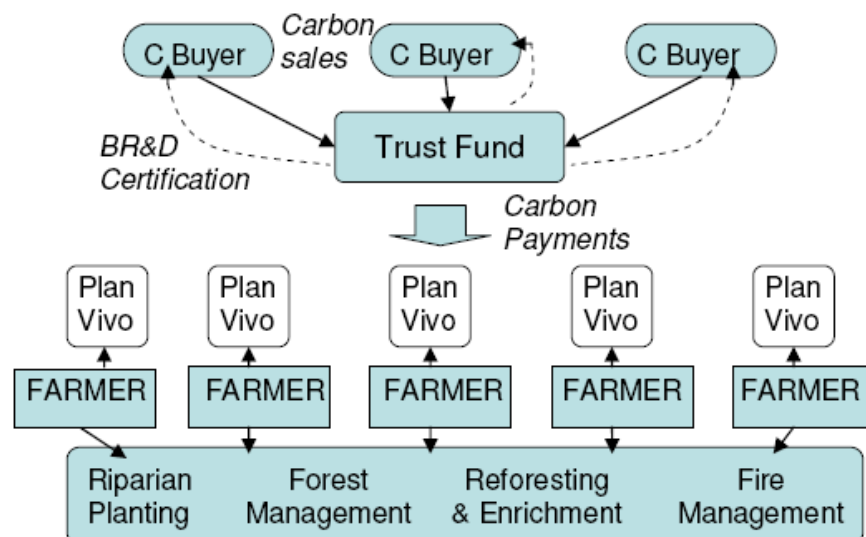 C Buyer
Carbon
sales
C Buyer
C Buyer
BR&D
Certification
Trust Fund
Carbon
Payments
Plan
Vivo
Plan
Vivo
Plan
Vivo
Plan
Vivo
Plan
Vivo
FARMER
FARMER
FARMER
FARMER
FARMER
Riparian
Planting
Forest
Management
Reforesting
& Enrichment
Fire
Management